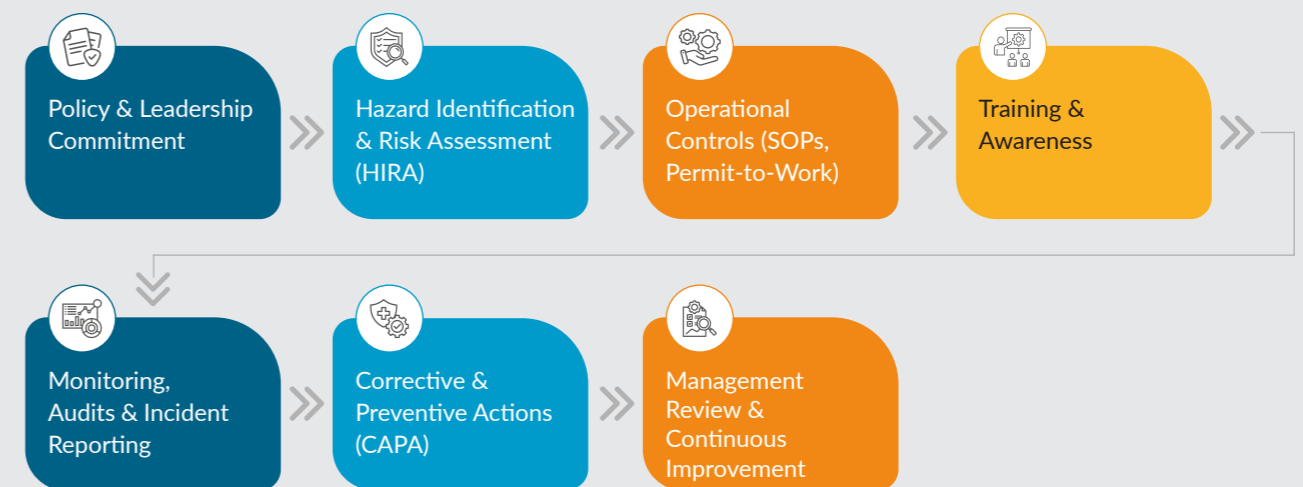 Policy & Leadership
Commitment
Hazard Identification
& Risk Assessment
(HIRA)
Operational
Controls (SOPs,
Permit-to-Work)
Training &
Awareness
Monitoring,
Audits & Incident
Reporting
Corrective &
Preventive Actions
(CAPA)
Management
Review &
Continuous
Improvement